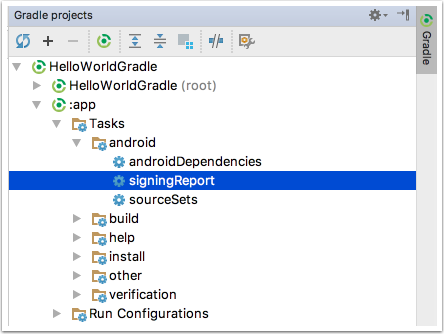 Gradle projects
HelloWorldGradle
HelloWorldGradle (root)
:app
Tasks
android
androidDependencies
signingReport
sourceSets
build
help
install
other
verification
Run Configurations
Gradle